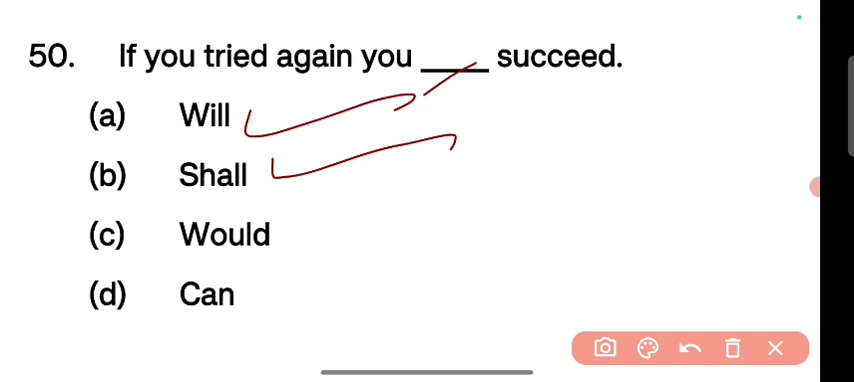 50. If you tried again you ____ succeed.
(a) Will
(b) Shall
(c) Would
(d) Can